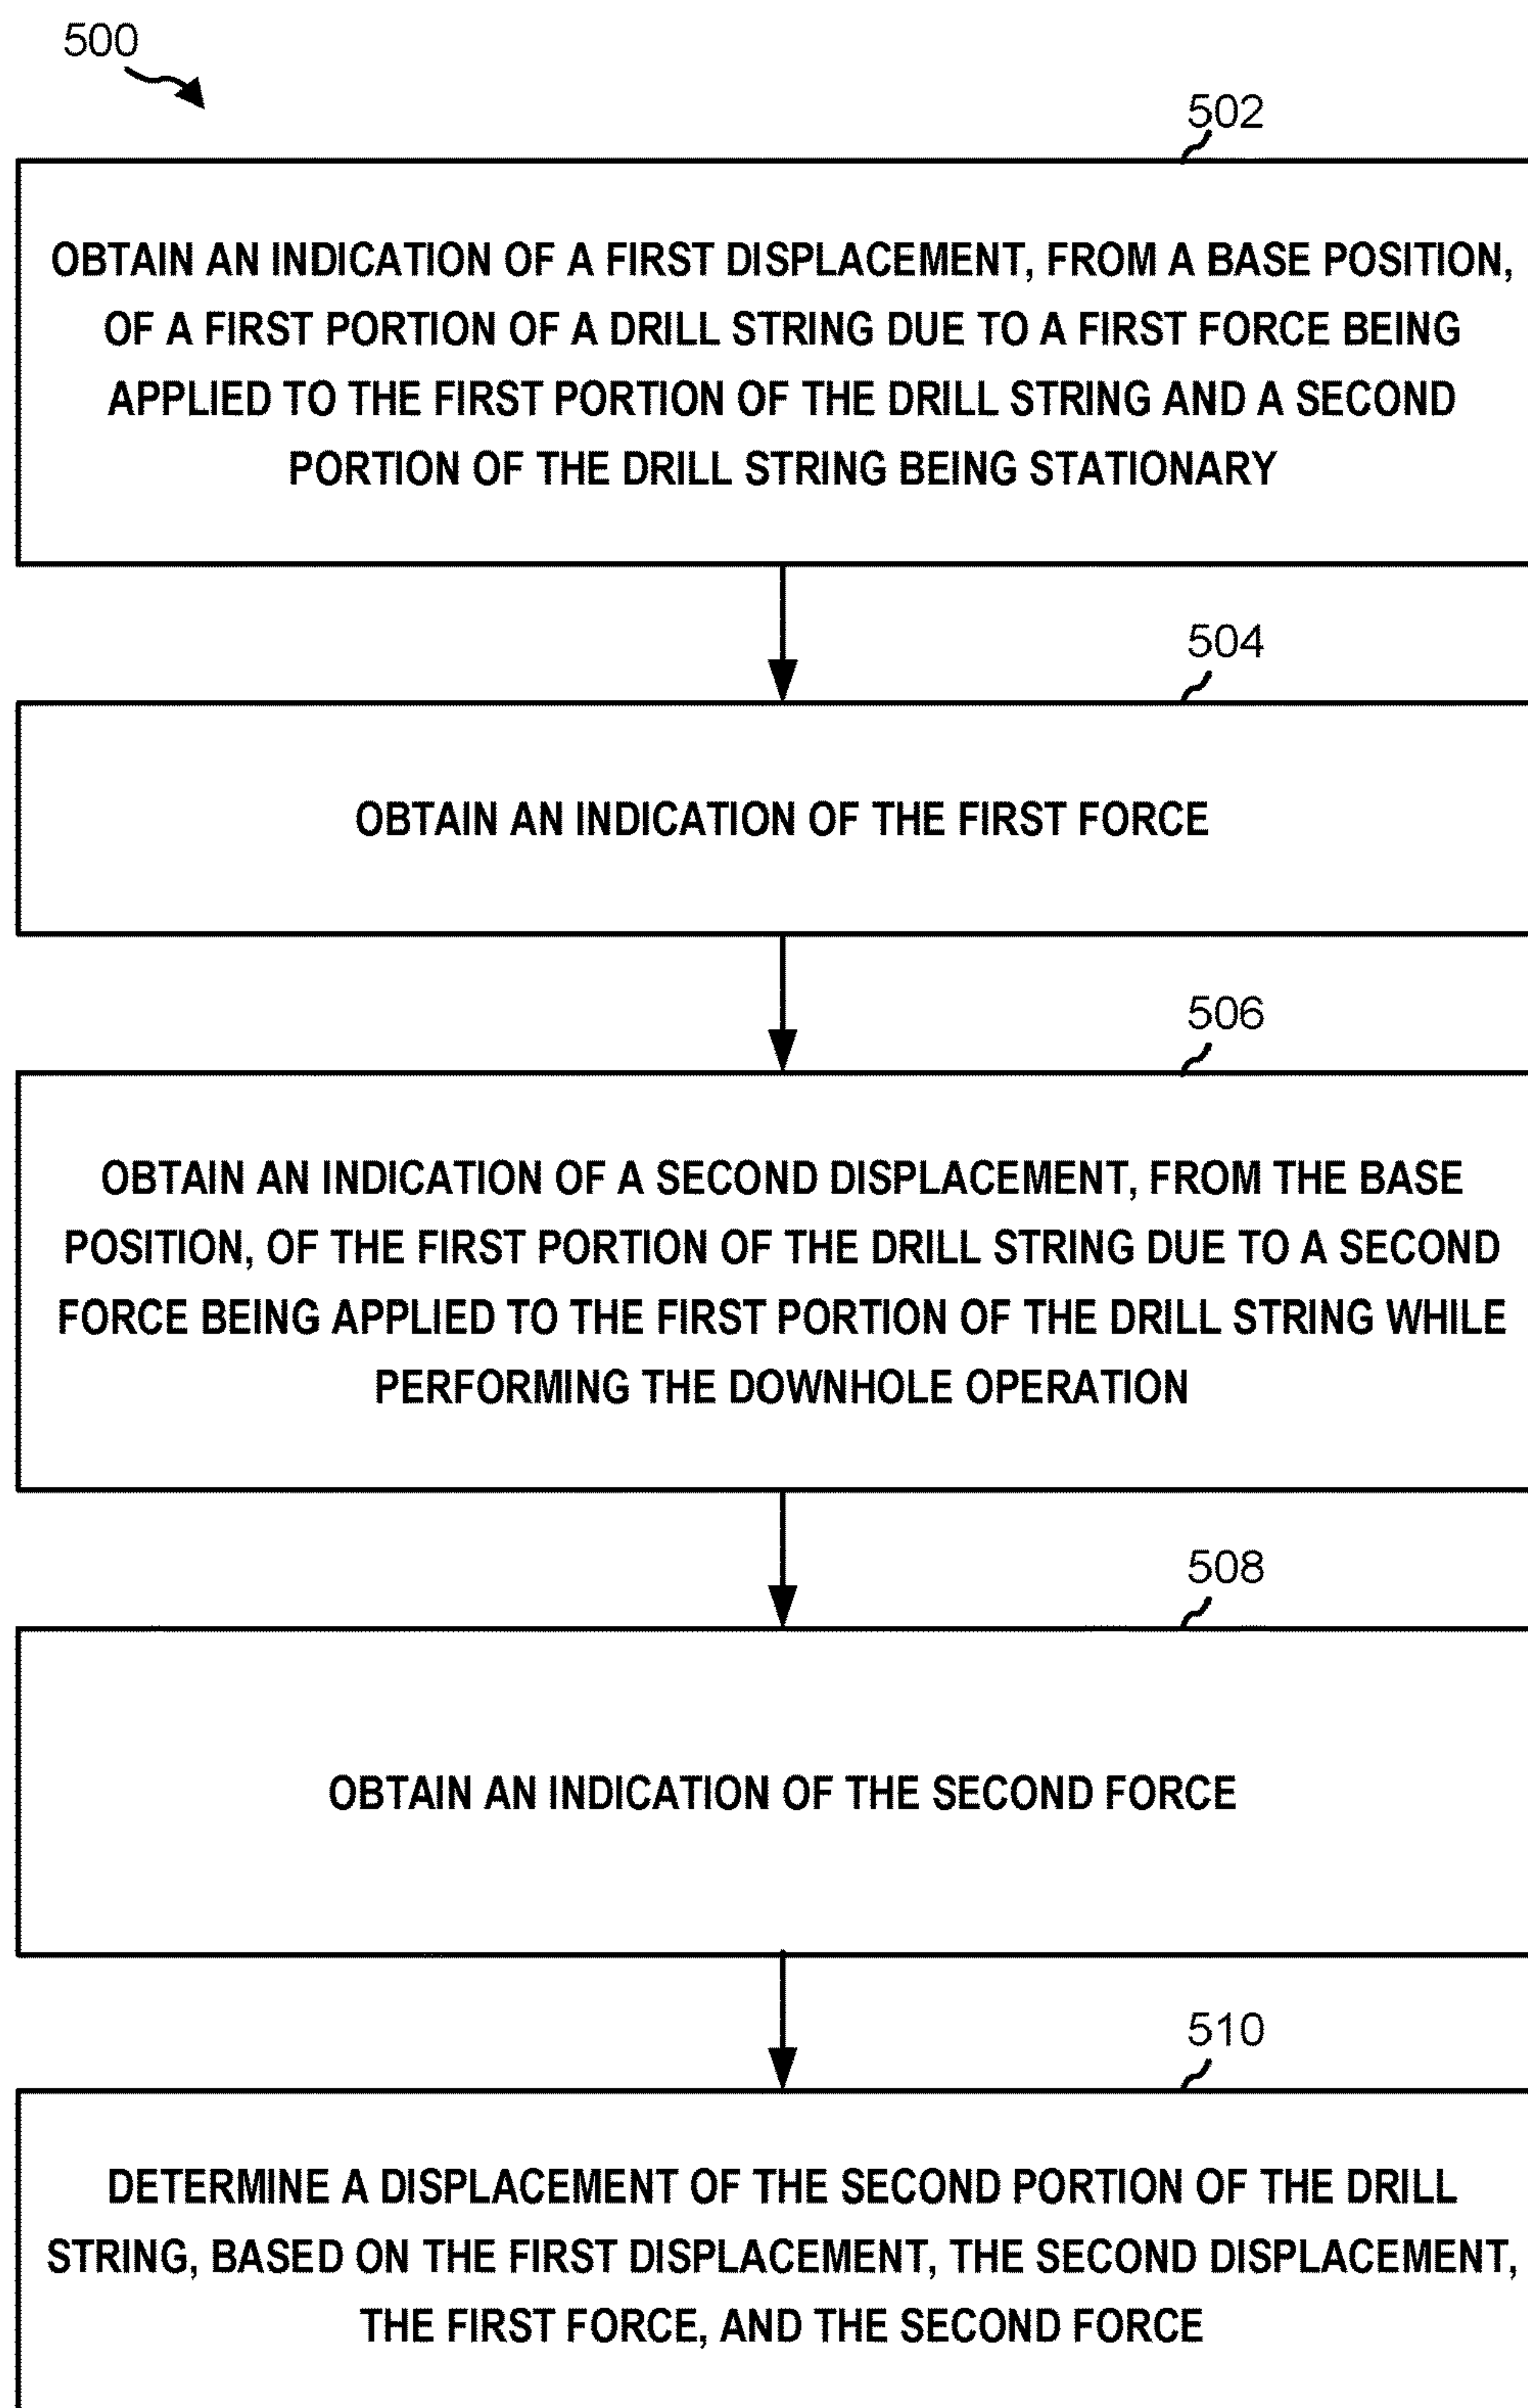 500
502
OBTAIN AN INDICATION OF A FIRST DISPLACEMENT, FROM A BASE POSITION,
OF A FIRST PORTION OF A DRILL STRING DUE TO A FIRST FORCE BEING
APPLIED TO THE FIRST PORTION OF THE DRILL STRING AND A SECOND
PORTION OF THE DRILL STRING BEING STATIONARY
504
OBTAIN AN INDICATION OF THE FIRST FORCE
506
OBTAIN AN INDICATION OF A SECOND DISPLACEMENT, FROM THE BASE
POSITION, OF THE FIRST PORTION OF THE DRILL STRING DUE TO A SECOND
FORCE BEING APPLIED TO THE FIRST PORTION OF THE DRILL STRING WHILE
PERFORMING THE DOWNHOLE OPERATION
508
OBTAIN AN INDICATION OF THE SECOND FORCE
510
DETERMINE A DISPLACEMENT OF THE SECOND PORTION OF THE DRILL
STRING, BASED ON THE FIRST DISPLACEMENT, THE SECOND DISPLACEMENT,
THE FIRST FORCE, AND THE SECOND FORCE